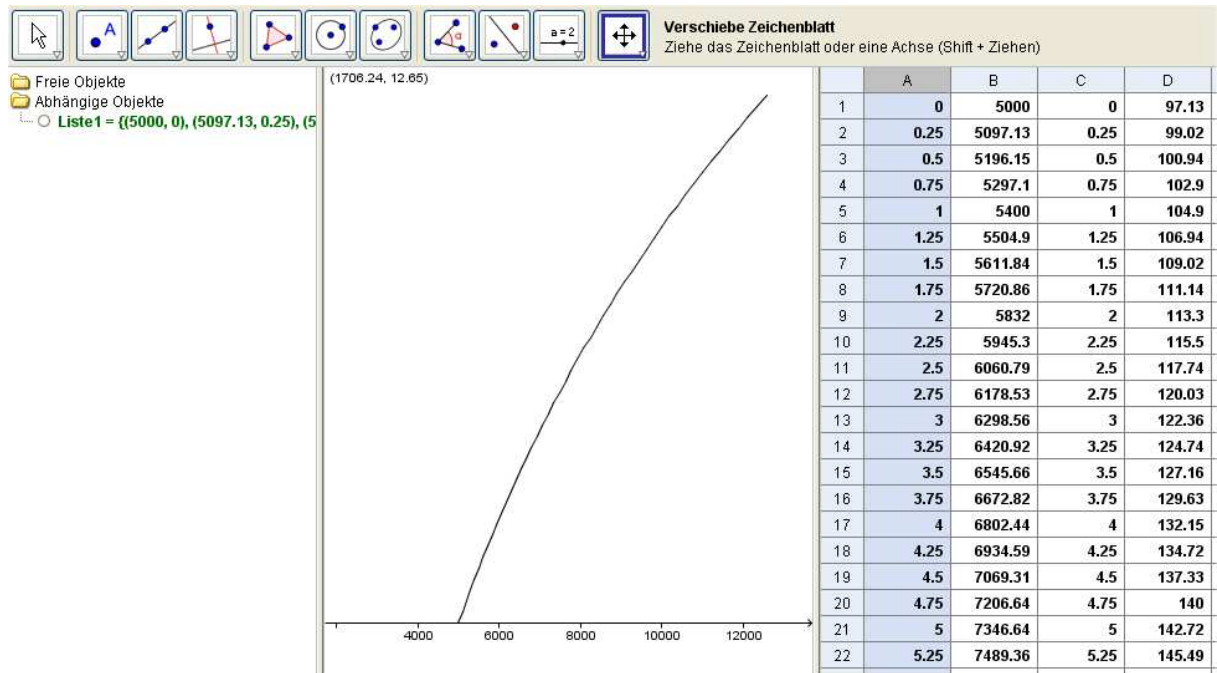 A
α
a = 2
Verschiebe Zeichenblatt
Ziehe das Zeichenblatt oder eine Achse (Shift + Ziehen)
Freie Objekte
Abhängige Objekte
Liste1 = {(5000, 0), (5097.13, 0.25), (5
(1706.24, 12.65)
4000 6000 8000 10000 12000
A B C D
1 0 5000 0 97.13
2 0.25 5097.13 0.25 99.02
3 0.5 5196.15 0.5 100.94
4 0.75 5297.1 0.75 102.9
5 1 5400 1 104.9
6 1.25 5504.9 1.25 106.94
7 1.5 5611.84 1.5 109.02
8 1.75 5720.86 1.75 111.14
9 2 5832 2 113.3
10 2.25 5945.3 2.25 115.5
11 2.5 6060.79 2.5 117.74
12 2.75 6178.53 2.75 120.03
13 3 6298.56 3 122.36
14 3.25 6420.92 3.25 124.74
15 3.5 6545.66 3.5 127.16
16 3.75 6672.82 3.75 129.63
17 4 6802.44 4 132.15
18 4.25 6934.59 4.25 134.72
19 4.5 7069.31 4.5 137.33
20 4.75 7206.64 4.75 140
21 5 7346.64 5 142.72
22 5.25 7489.36 5.25 145.49